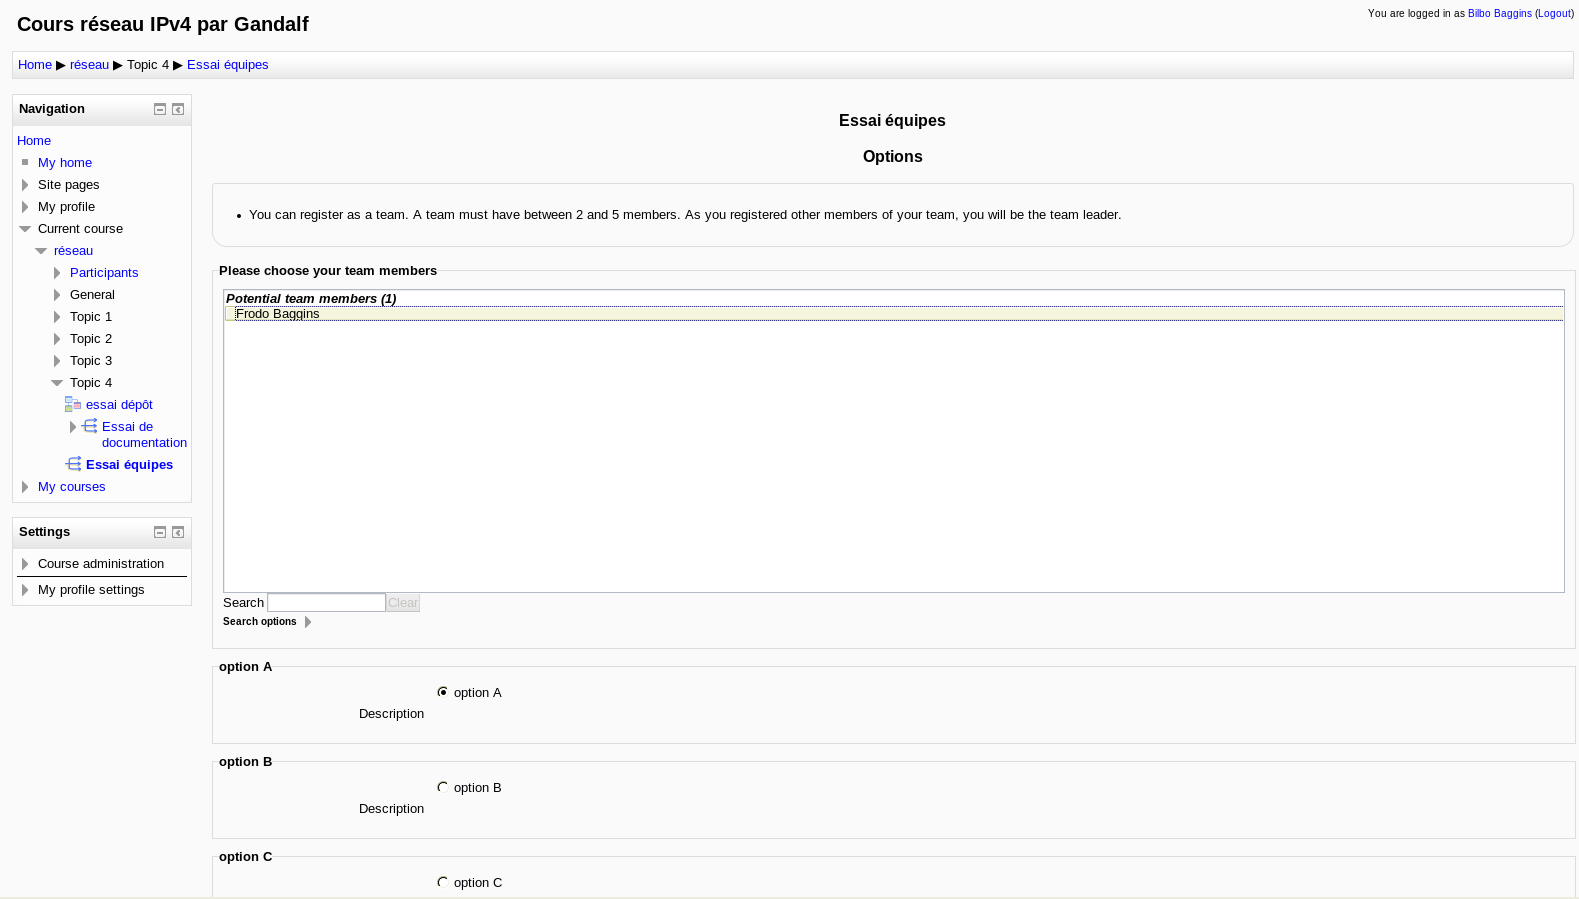 Cours réseau IPv4 par Gandalf
You are logged in as Bilbo Baggins (Logout)
Home ▶ réseau ▶ Topic 4 ▶ Essai équipes
Navigation
Home
My home
Site pages
My profile
Current course
réseau
Participants
General
Topic 1
Topic 2
Topic 3
Topic 4
essai dépôt
Essai de
documentation
Essai équipes
My courses
Settings
Course administration
My profile settings
Essai équipes
Options
• You can register as a team. A team must have between 2 and 5 members. As you registered other members of your team, you will be the team leader.
Please choose your team members
Potential team members (1)
Frodo Baggins
Search Clear
Search options
option A
option A
Description
option B
option B
Description
option C
option C